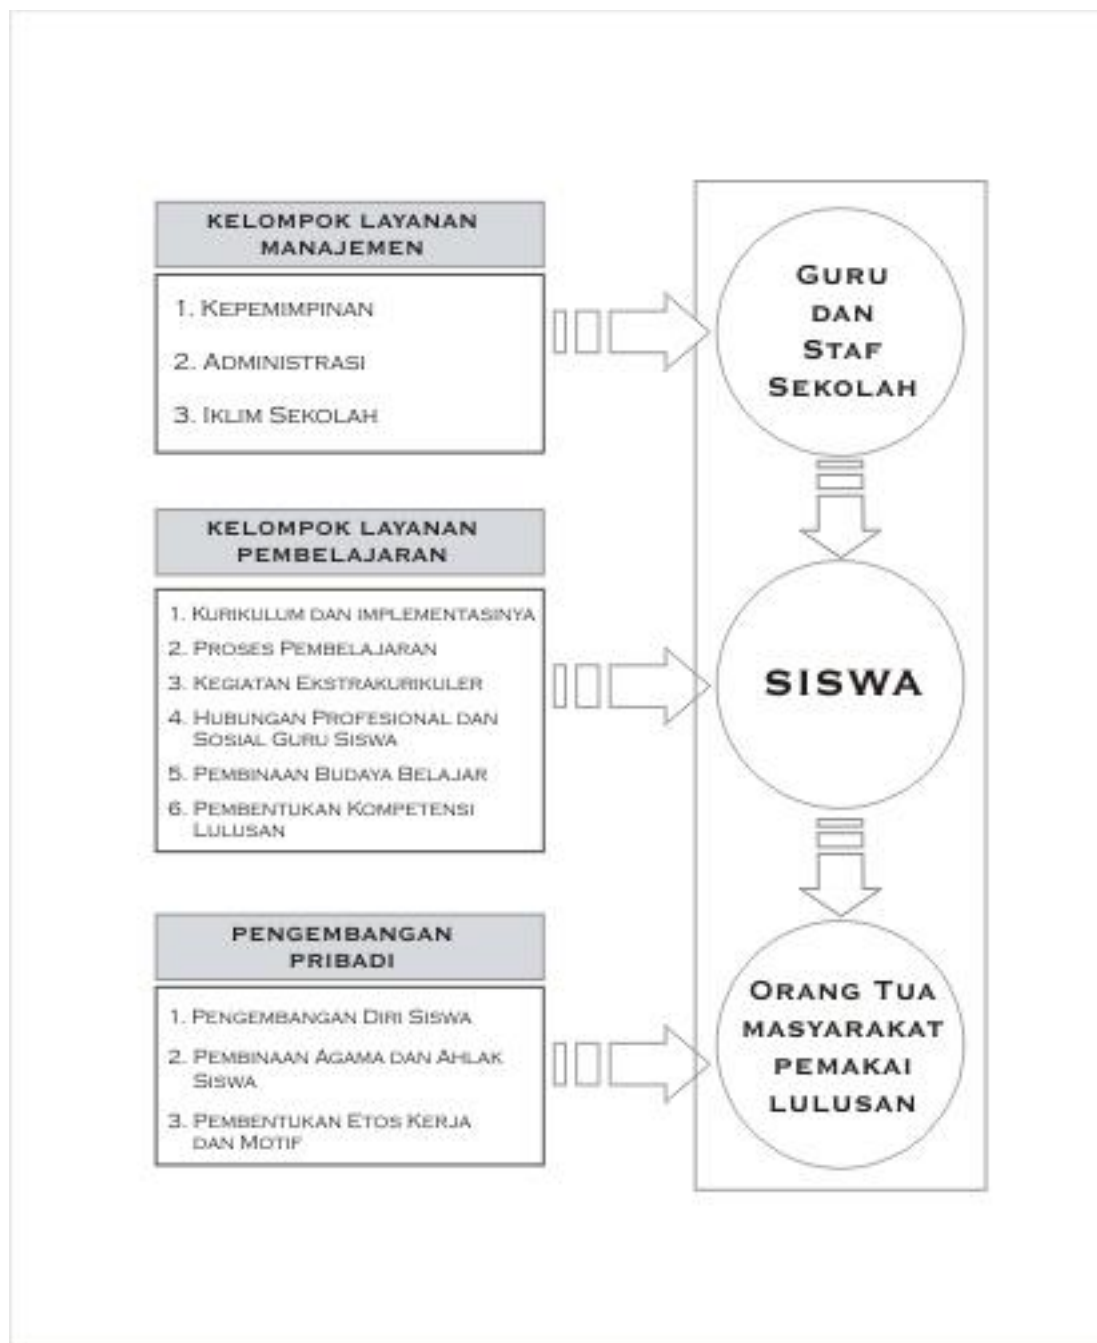 KELOMPOK LAYANAN
MANAJEMEN
1. KEPEMIMPINAN
2. ADMINISTRASI
3. IKLIM SEKOLAH
GURU
DAN
STAF
SEKOLAH
KELOMPOK LAYANAN
PEMBELAJARAN
1. KURIKULUM DAN IMPLEMENTASINYA
2. PROSES PEMBELAJARAN
3. KEGIATAN EKSTRAKURIKULER
4. HUBUNGAN PROFESIONAL DAN
SOSIAL GURU SISWA
5. PEMBINAAN BUDAYA BELAJAR
6. PEMBENTUKAN KOMPETENSI
LULUSAN
SISWA
PENGEMBANGAN
PRIBADI
1. PENGEMBANGAN DIRI SISWA
2. PEMBINAAN AGAMA DAN AHLAK
SISWA
3. PEMBENTUKAN ETOS KERJA
DAN MOTIF
ORANG TUA
MASYARAKAT
PEMAKAI
LULUSAN